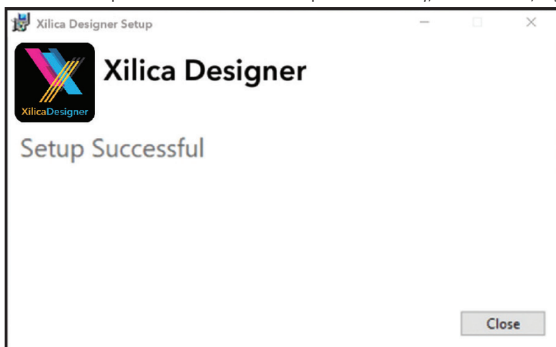 Xilica Designer Setup
Xilica Designer
XilicaDesigner
Setup Successful
Close